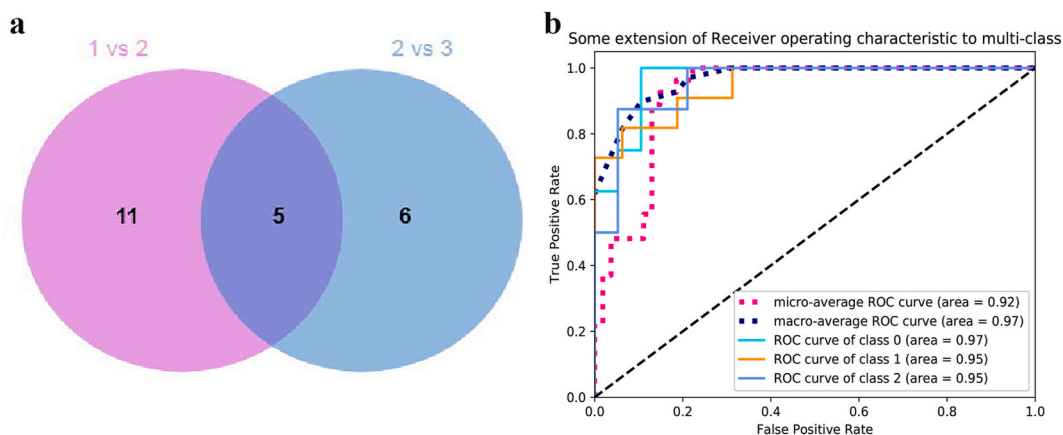 a
1 vs 2
2 vs 3
11
5
6
b
Some extension of Receiver operating characteristic to multi-class
True Positive Rate
1.0
0.8
0.6
0.4
0.2
0.0
micro-average ROC curve (area = 0.92)
macro-average ROC curve (area = 0.97)
ROC curve of class 0 (area = 0.97)
ROC curve of class 1 (area = 0.95)
ROC curve of class 2 (area = 0.95)
0.0
0.2
0.4
0.6
0.8
1.0
False Positive Rate